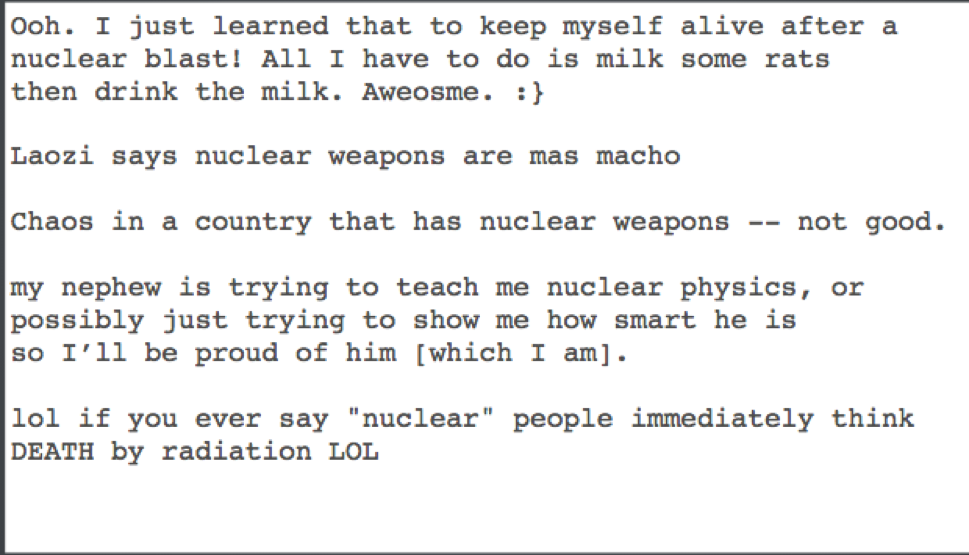 Ooh. I just learned that to keep myself alive after a
nuclear blast! All I have to do is milk some rats
then drink the milk. Aweosme. :}
Laozi says nuclear weapons are mas macho
Chaos in a country that has nuclear weapons -- not good.
my nephew is trying to teach me nuclear physics, or
possibly just trying to show me how smart he is
so I’ll be proud of him [which I am].
lol if you ever say "nuclear" people immediately think
DEATH by radiation LOL